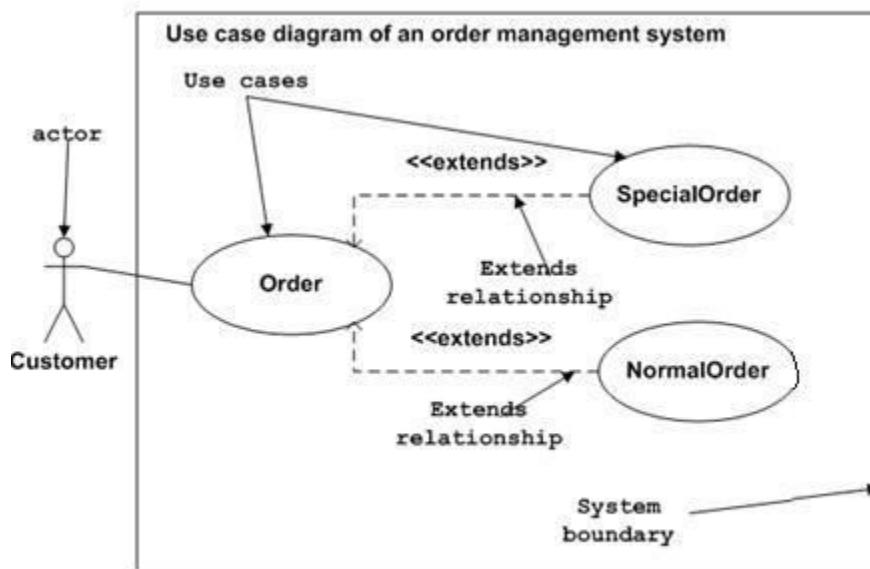 Use case diagram of an order management system
Use cases
actor
<<extends>>
SpecialOrder
Extends
relationship
Order
<<extends>>
Customer
NormalOrder
Extends
relationship
System
boundary